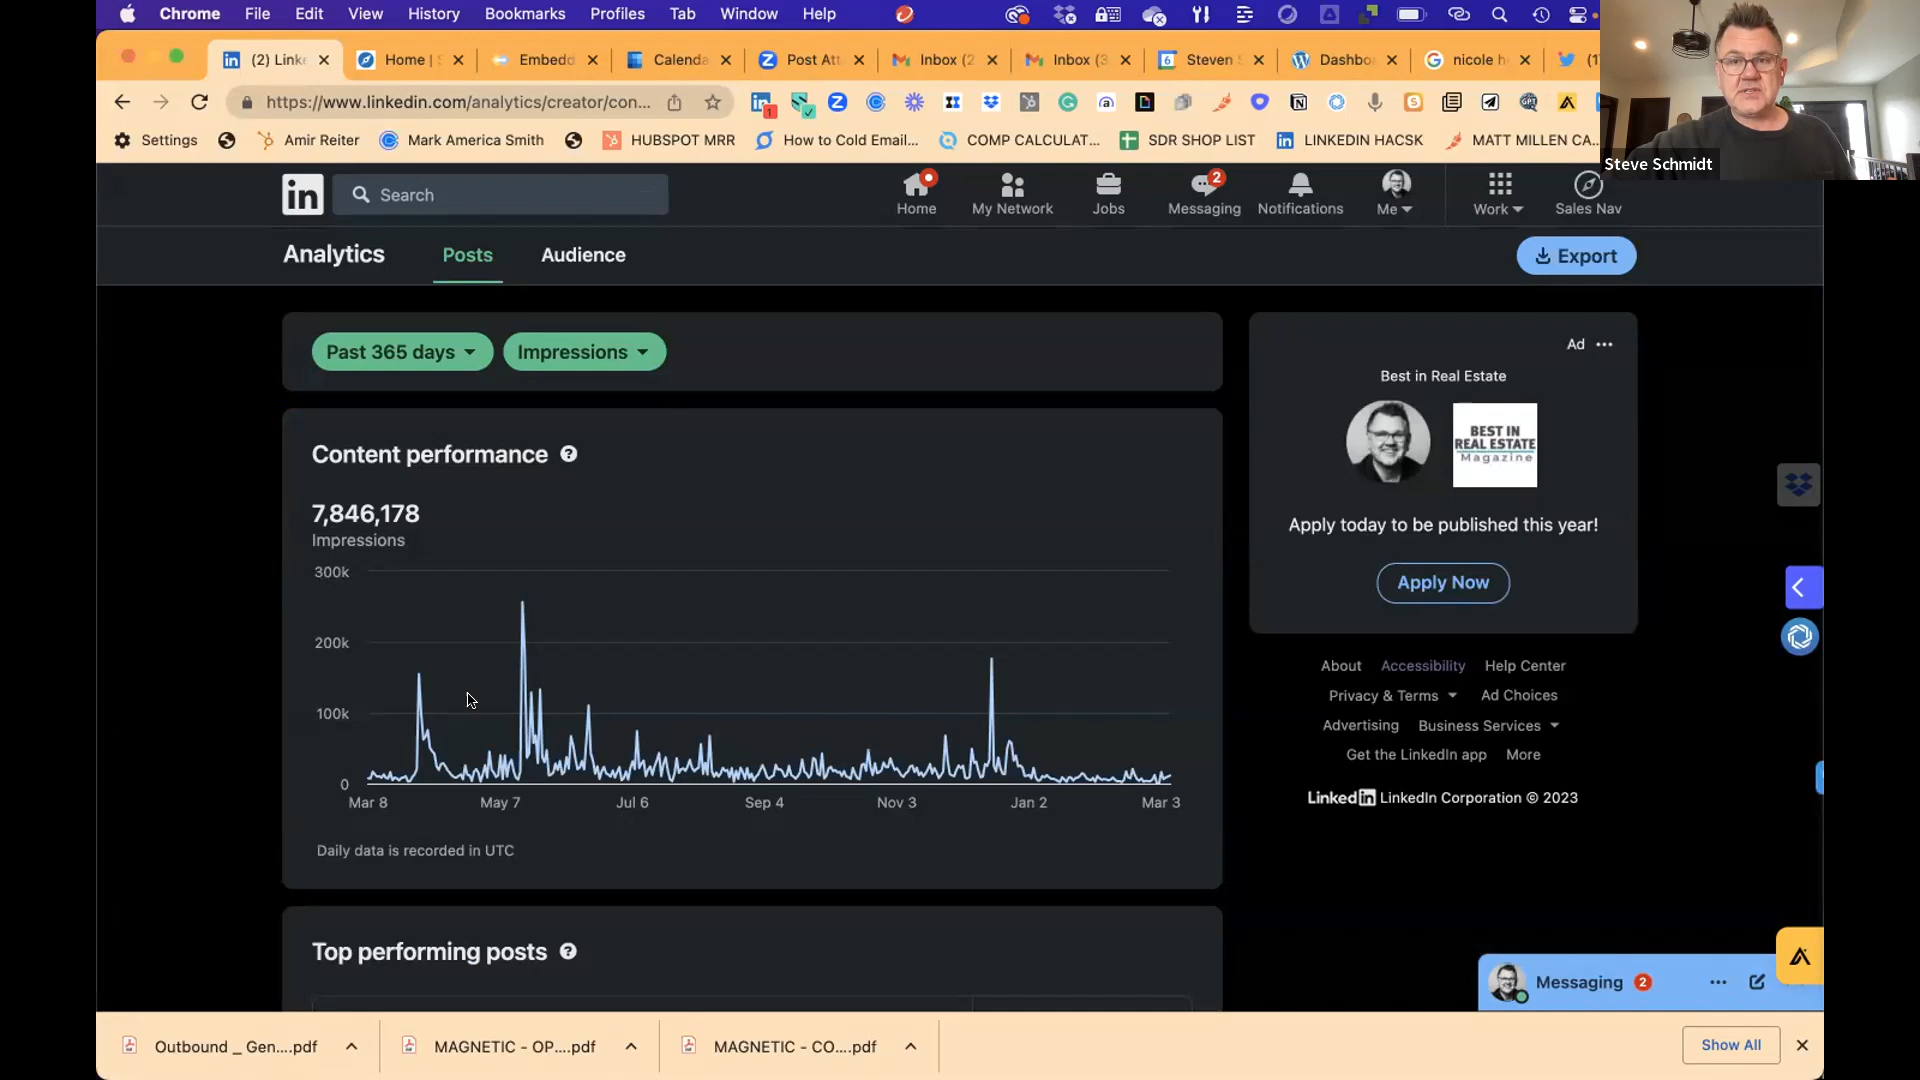 Chrome File Edit View History Bookmarks Profiles Tab Window Help
(2) Linke Home | S Embedd Calenda Post Att Inbox (2 Inbox (3 Steven Dashbo nicole h
https://www.linkedin.com/analytics/creator/con...
Settings Amir Reiter Mark America Smith HUBSPOT MRR How to Cold Email... COMP CALCULAT... SDR SHOP LIST LINKEDIN HACSK MATT MILLEN CA...
Steve Schmidt
in Search Home My Network Jobs Messaging 2 Notifications Me Work Sales Nav
Analytics Posts Audience Export
Past 365 days Impressions
Ad
Best in Real Estate
BEST IN
REAL ESTATE
Magazine
Apply today to be published this year!
Apply Now
Content performance
7,846,178
Impressions
300k
200k
100k
0
Mar 8 May 7 Jul 6 Sep 4 Nov 3 Jan 2 Mar 3
Daily data is recorded in UTC
About Accessibility Help Center
Privacy & Terms Ad Choices
Advertising Business Services
Get the LinkedIn app More
Linkedin LinkedIn Corporation © 2023
Top performing posts
Messaging 2
Outbound _ Gen....pdf MAGNETIC - OP....pdf MAGNETIC - CO....pdf Show All